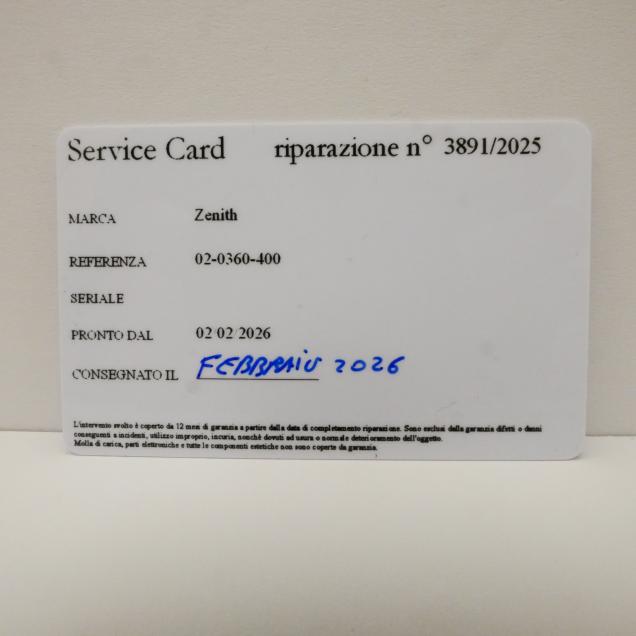 Service Card riparazione n° 3891/2025
MARCA Zenith
REFERENZA 02-0360-400
SERIALE
PRONTO DAL 02/02/2026
CONSEGNATO IL FEBBRAIO 2026
L'intervento svolto è coperto da 12 mesi di garanzia a partire dalla data di completamento riparazione. Sono esclusi dalla garanzia difetti o danni
conseguenti a incidenti, utilizzo improprio, incuria, nonchè dovuti ad usura o normale deterioramento dell'oggetto.
Molla di carica, parti elettroniche e tutte le componenti estetiche non sono coperte da garanzia.